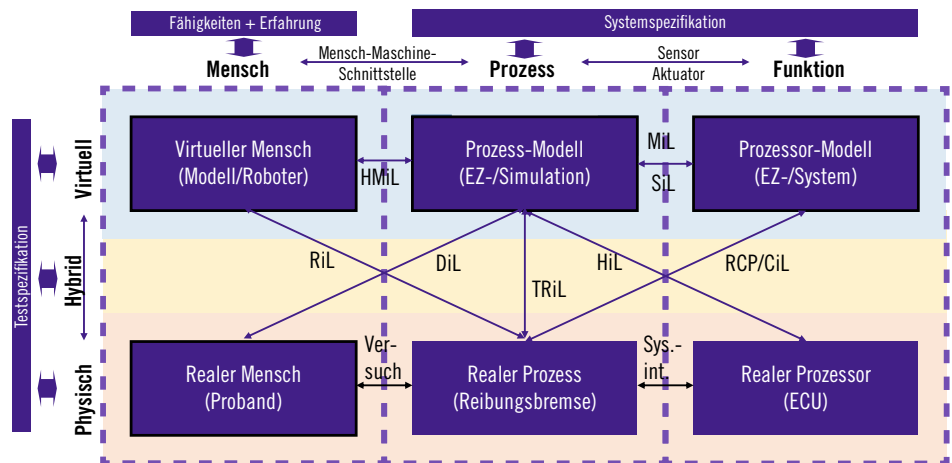 Fähigkeiten + Erfahrung
Systemspezifikation
Mensch
Mensch-Maschine-
Schnittstelle
Prozess
Sensor
Aktuator
Funktion
Testspezifikation
Virtuell
Virtueller Mensch
(Modell/Roboter)
HMiL
Prozess-Modell
(EZ-/Simulation)
MiL
SiL
Prozessor-Modell
(EZ-/System)
Hybrid
RiL
DiL
TRiL
HiL
RCP/CiL
Physisch
Realer Mensch
(Proband)
Ver-
such
Realer Prozess
(Reibungsbremse)
Sys.-
int.
Realer Prozessor
(ECU)